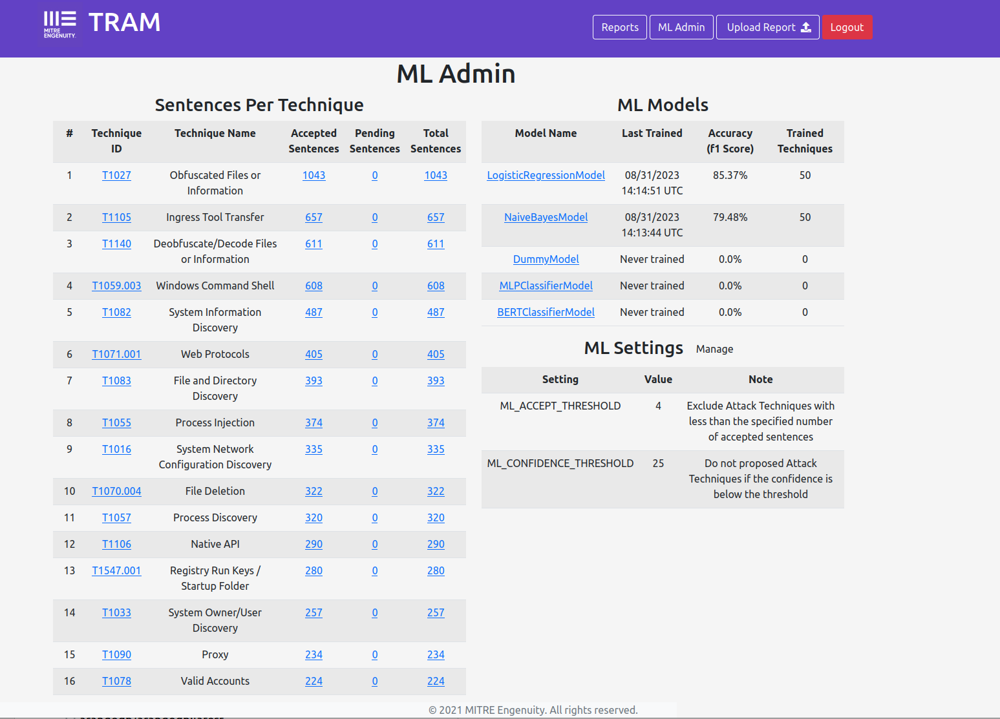 MITRE
ENGENUITY.
TRAM
Reports ML Admin Upload Report Logout
ML Admin
Sentences Per Technique
# Technique ID Technique Name Accepted Sentences Pending Sentences Total Sentences
1 T1027 Obfuscated Files or Information 1043 0 1043
2 T1105 Ingress Tool Transfer 657 0 657
3 T1140 Deobfuscate/Decode Files or Information 611 0 611
4 T1059.003 Windows Command Shell 608 0 608
5 T1082 System Information Discovery 487 0 487
6 T1071.001 Web Protocols 405 0 405
7 T1083 File and Directory Discovery 393 0 393
8 T1055 Process Injection 374 0 374
9 T1016 System Network Configuration Discovery 335 0 335
10 T1070.004 File Deletion 322 0 322
11 T1057 Process Discovery 320 0 320
12 T1106 Native API 290 0 290
13 T1547.001 Registry Run Keys / Startup Folder 280 0 280
14 T1033 System Owner/User Discovery 257 0 257
15 T1090 Proxy 234 0 234
16 T1078 Valid Accounts 224 0 224
ML Models
Model Name Last Trained Accuracy (f1 Score) Trained Techniques
LogisticRegressionModel 08/31/2023 14:14:51 UTC 85.37% 50
NaiveBayesModel 08/31/2023 14:13:44 UTC 79.48% 50
DummyModel Never trained 0.0% 0
MLPClassifierModel Never trained 0.0% 0
BERTClassifierModel Never trained 0.0% 0
ML Settings Manage
Setting Value Note
ML_ACCEPT_THRESHOLD 4 Exclude Attack Techniques with
less than the specified number
of accepted sentences
ML_CONFIDENCE_THRESHOLD 25 Do not proposed Attack
Techniques if the confidence is
below the threshold
© 2021 MITRE Engenuity. All rights reserved.